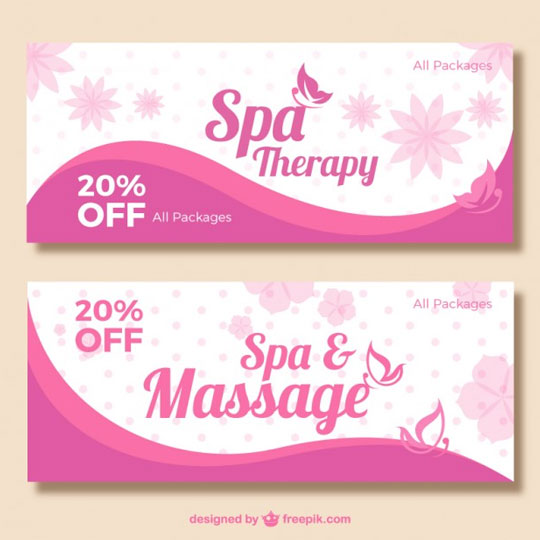 All Packages
Spa
Therapy
20%
OFF All Packages
20%
OFF
All Packages
Spa &
Massage
designed by freepik.com